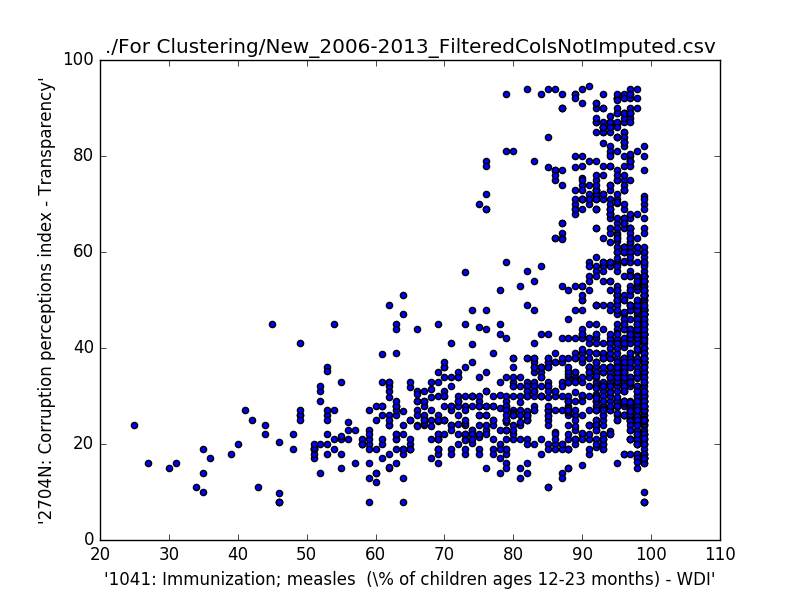 ./For Clustering/New_2006-2013_FilteredColsNotImputed.csv
100
80
60
40
20
0
'2704N: Corruption perceptions index - Transparency'
20 30 40 50 60 70 80 90 100 110
'1041: Immunization; measles  (\% of children ages 12-23 months) - WDI'